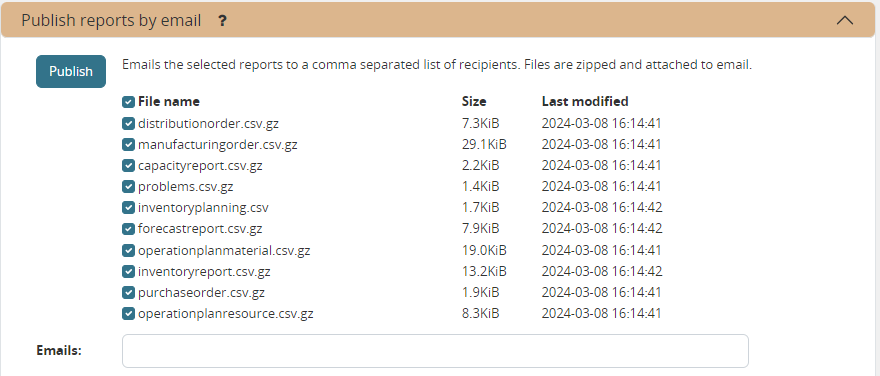 Publish reports by email ?
Publish Emails the selected reports to a comma separated list of recipients. Files are zipped and attached to email.
File name Size Last modified
distributionorder.csv.gz 7.3KiB 2024-03-08 16:14:41
manufacturingorder.csv.gz 29.1KiB 2024-03-08 16:14:41
capacityreport.csv.gz 2.2KiB 2024-03-08 16:14:41
problems.csv.gz 1.4KiB 2024-03-08 16:14:41
inventoryplanning.csv 1.7KiB 2024-03-08 16:14:42
forecastreport.csv.gz 7.9KiB 2024-03-08 16:14:42
operationplanmaterial.csv.gz 19.0KiB 2024-03-08 16:14:41
inventoryreport.csv.gz 13.2KiB 2024-03-08 16:14:42
purchaseorder.csv.gz 1.9KiB 2024-03-08 16:14:41
operationplanresource.csv.gz 8.3KiB 2024-03-08 16:14:41
Emails: